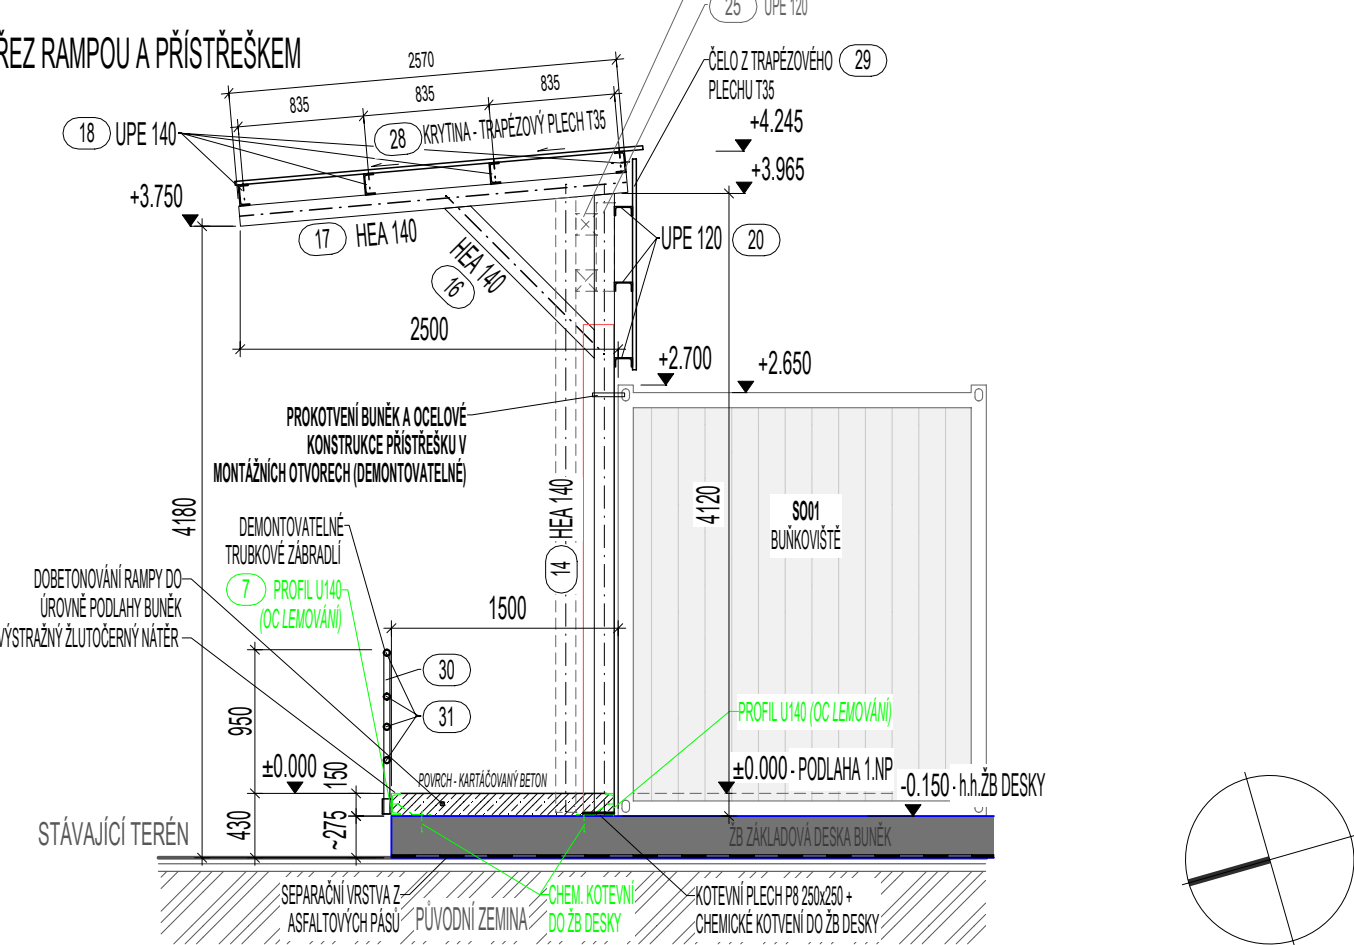 ŘEZ RAMPOU A PŘÍSTŘEŠKEM
25 UPE 120
2570
835
835
835
ČELO Z TRAPÉZOVÉHO 29
PLECHU T35
18 UPE 140
28 KRYTINA - TRAPÉZOVÝ PLECH T35
+4.245
+3.965
+3.750
17 HEA 140
HEA 140
16
UPE 120 20
2500
+2.700
+2.650
PROKOTVENÍ BUNĚK A OCELOVÉ
KONSTRUKCE PŘÍSTŘEŠKU V
MONTÁŽNÍCH OTVORECH (DEMONTOVATELNÉ)
4180
14 HEA 140
4120
SO01
BUŇKOVIŠTĚ
DEMONTOVATELNÉ
TRUBKOVÉ ZÁBRADLÍ
DOBETONOVÁNÍ RAMPY DO
ÚROVNĚ PODLAHY BUNĚK
7 PROFIL U140
(OC LEMOVÁNÍ)
VÝSTRAŽNÝ ŽLUTOČERNÝ NÁTĚR
1500
30
31
950
PROFIL U140 (OC LEMOVÁNÍ)
±0.000
150
POVRCH - KARTÁČOVANÝ BETON
±0.000 - PODLAHA 1.NP
-0.150 - h.h.ŽB DESKY
STÁVAJÍCÍ TERÉN
430
~275
ŽB ZÁKLADOVÁ DESKA BUNĚK
SEPARAČNÍ VRSTVA Z
ASFALTOVÝCH PÁSŮ
PŮVODNÍ ZEMINA
CHEM. KOTEVNÍ
DO ŽB DESKY
KOTEVNÍ PLECH P8 250x250 +
CHEMICKÉ KOTVENÍ DO ŽB DESKY